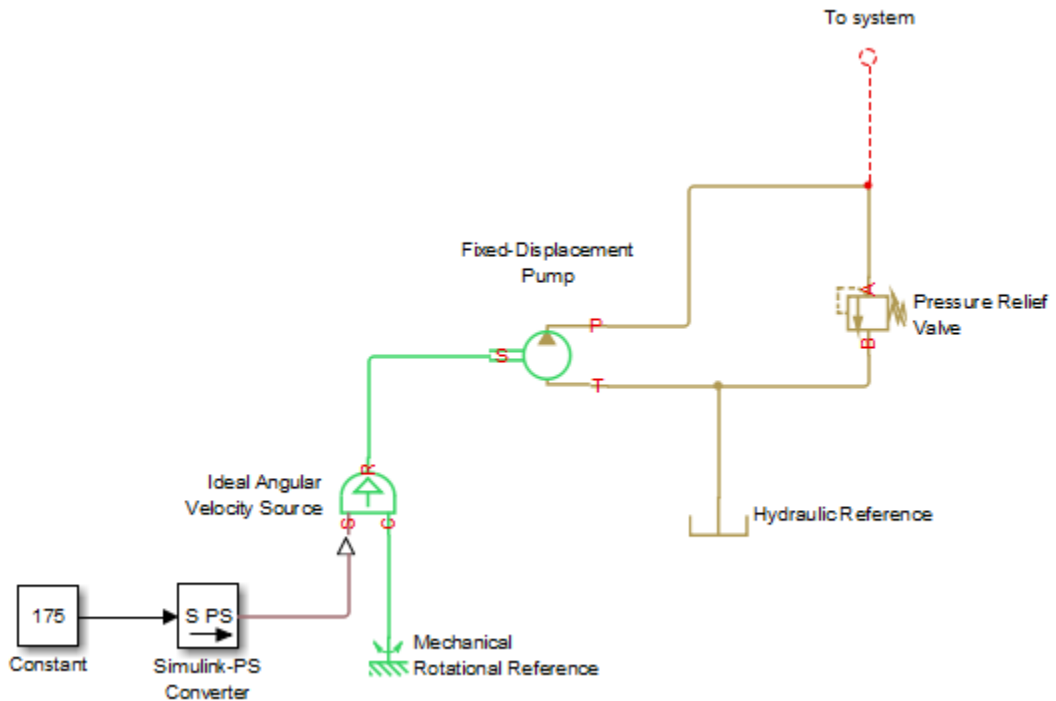 To system
Fixed-Displacement
Pump
P
A
Pressure Relief
Valve
B
S
T
R
Ideal Angular
Velocity Source
S
C
Hydraulic Reference
175
S PS
Constant
Simulink-PS
Converter
Mechanical
Rotational Reference